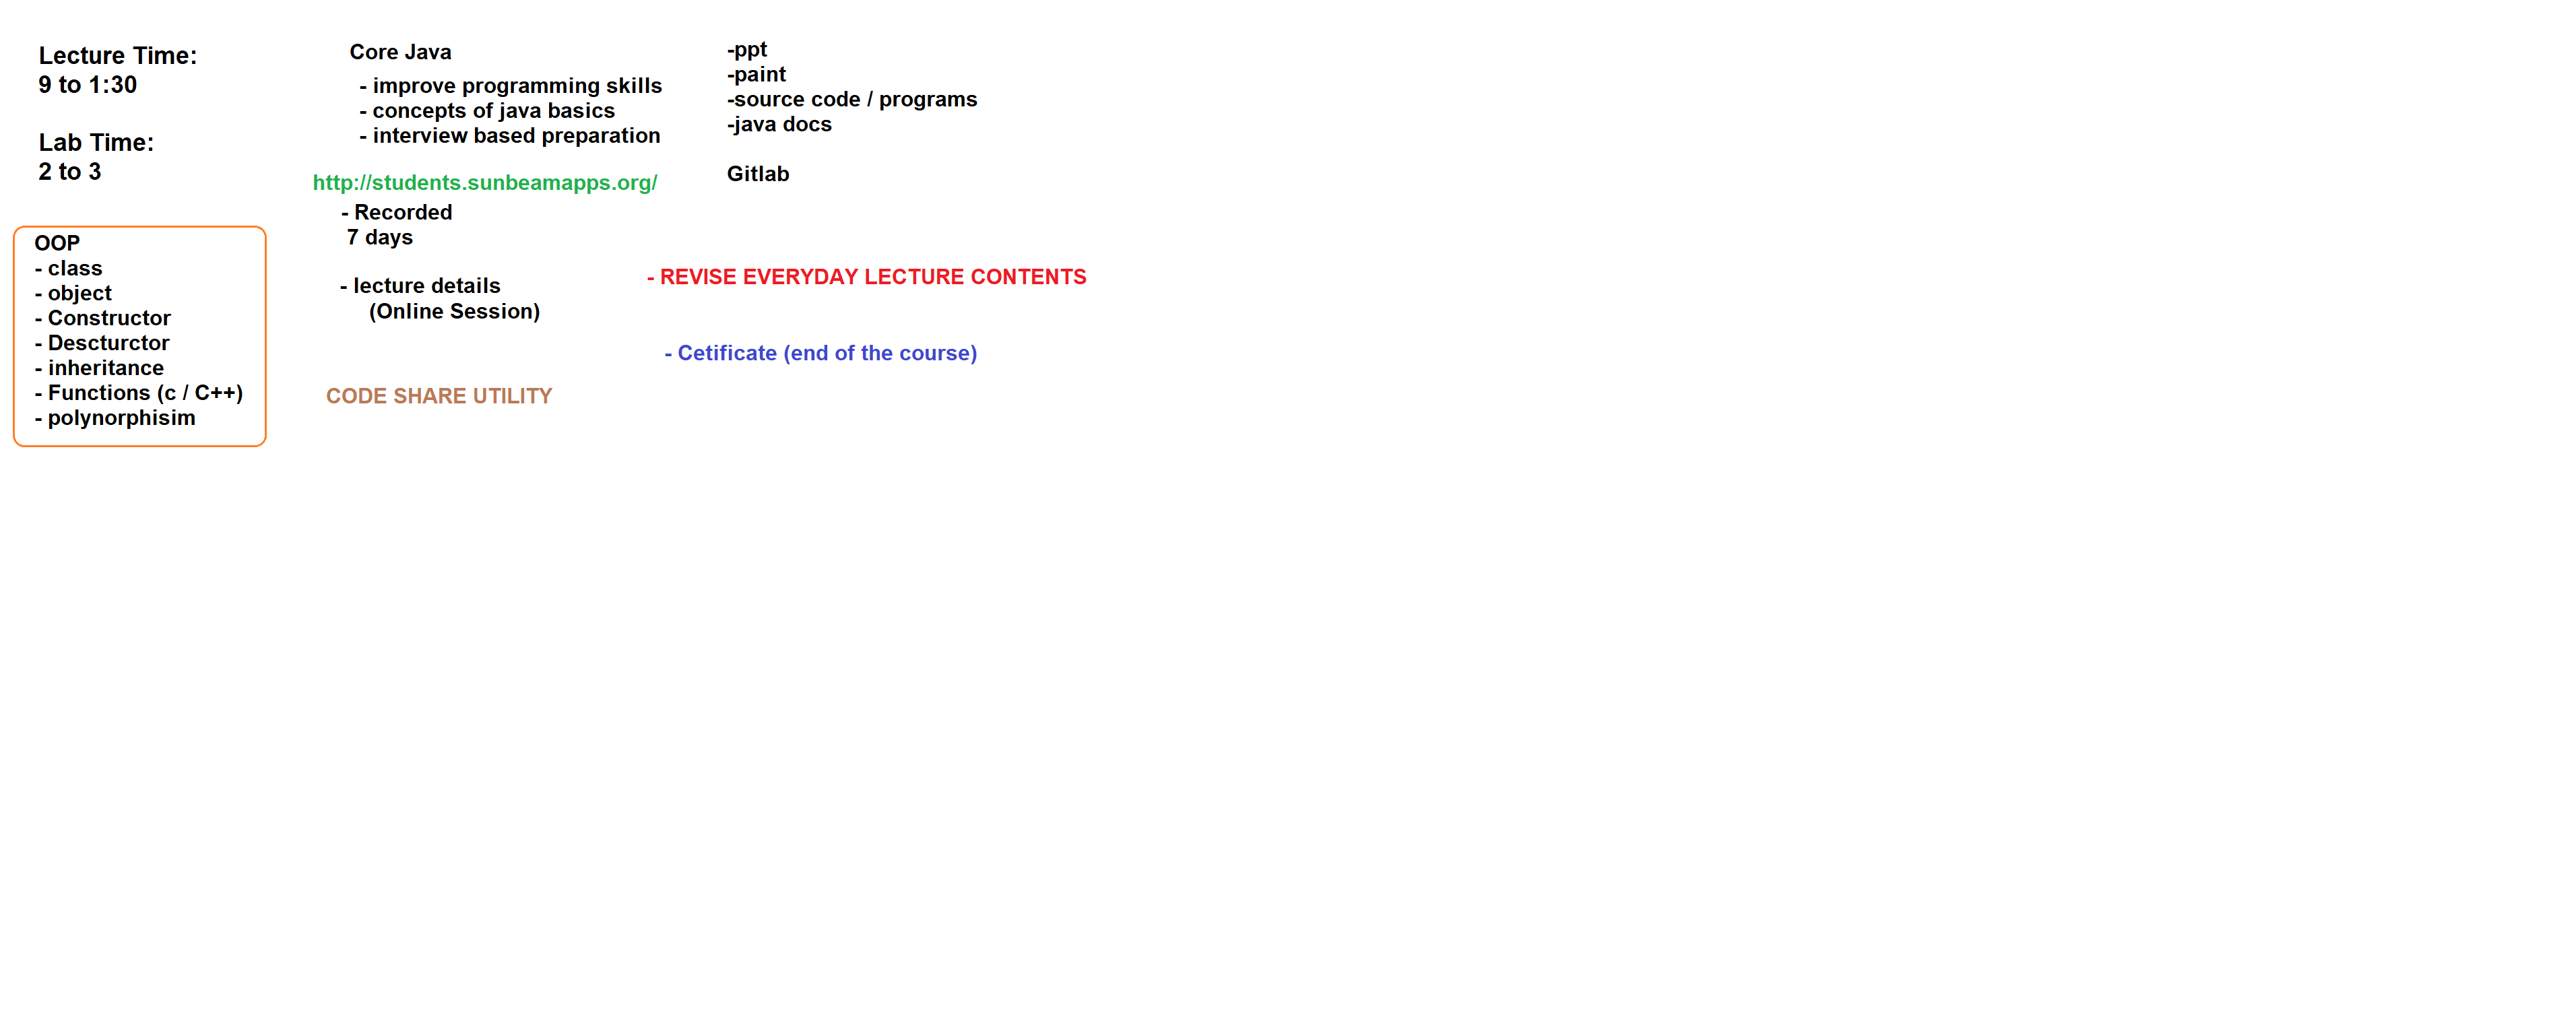 Lecture Time:
9 to 1:30
Lab Time:
2 to 3
OOP
- class
- object
- Constructor
- Descturctor
- inheritance
- Functions (c / C++)
- polynorphisim
Core Java
- improve programming skills
- concepts of java basics
- interview based preparation
http://students.sunbeamapps.org/
- Recorded
7 days
- lecture details
(Online Session)
CODE SHARE UTILITY
-ppt
-paint
-source code / programs
-java docs
Gitlab
- REVISE EVERYDAY LECTURE CONTENTS
- Cetificate (end of the course)